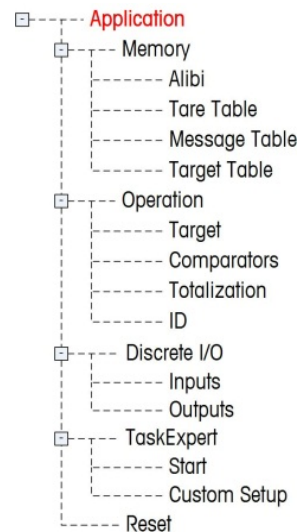 Application
Memory
Alibi
Tare Table
Message Table
Target Table
Operation
Target
Comparators
Totalization
ID
Discrete I/O
Inputs
Outputs
TaskExpert
Start
Custom Setup
Reset